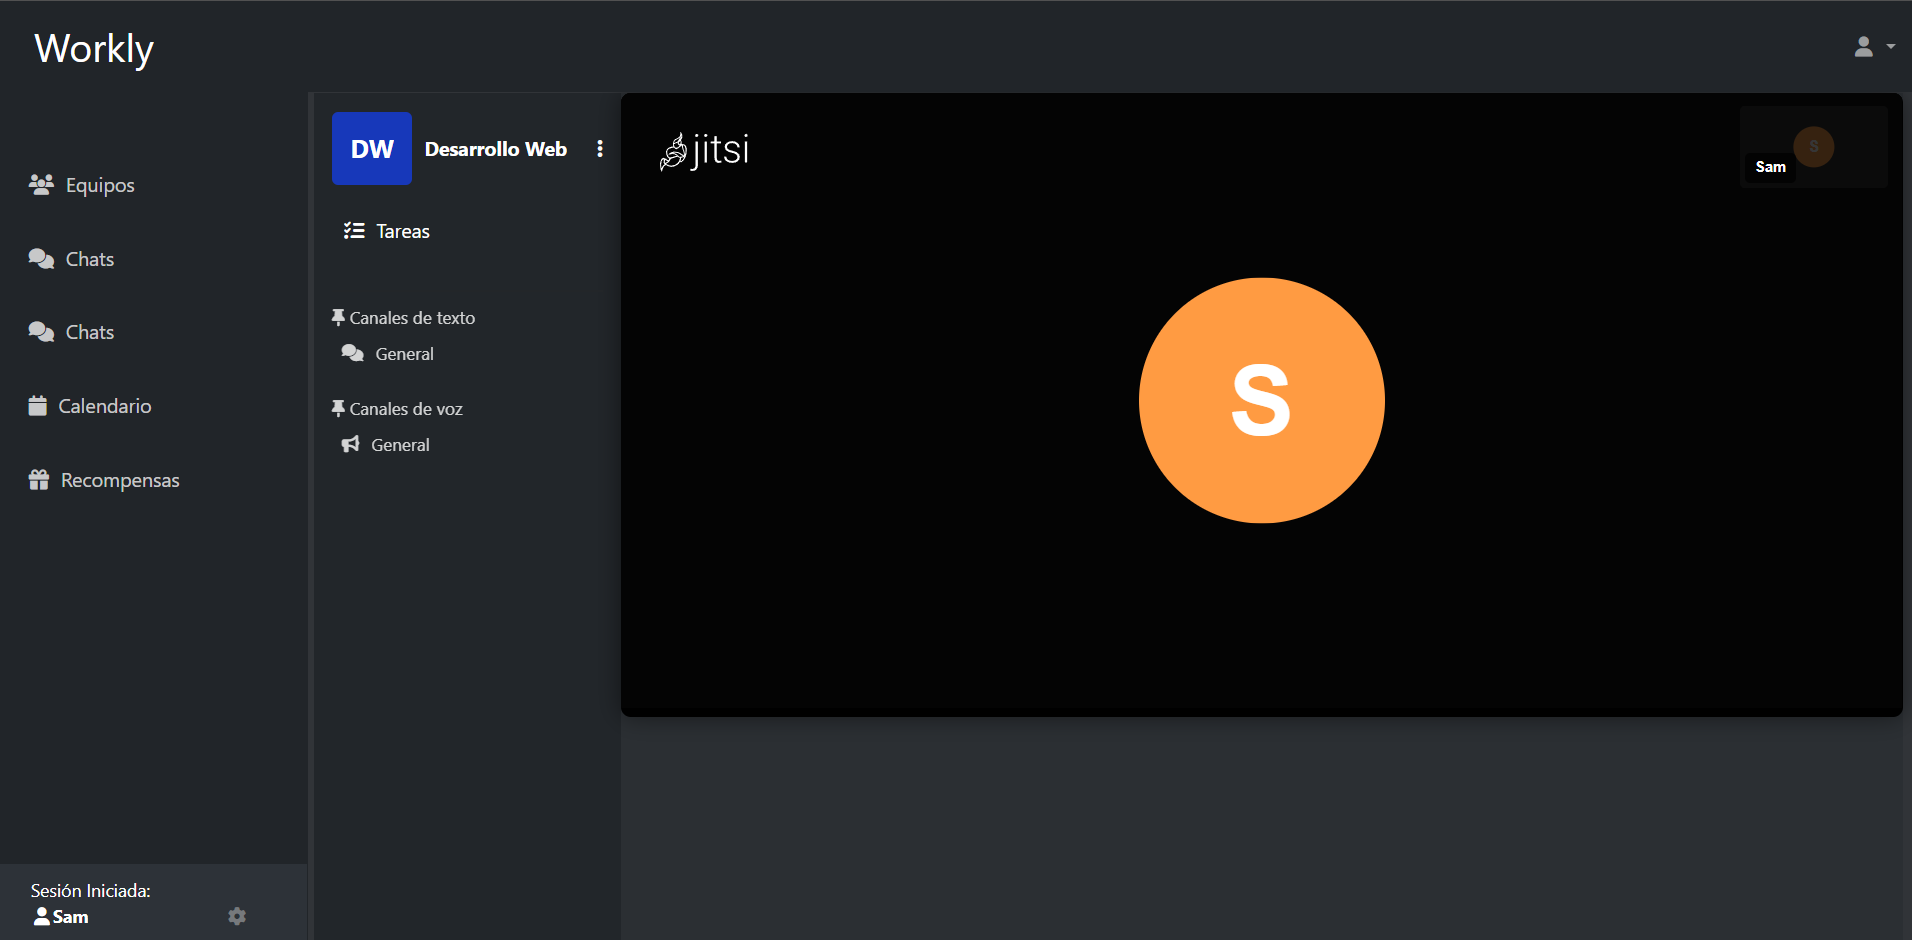 Workly
Equipos
Chats
Chats
Calendario
Recompensas
Sesión Iniciada:
Sam
DW
Desarrollo Web
Tareas
Canales de texto
General
Canales de voz
General
jitsi
S
Sam
S